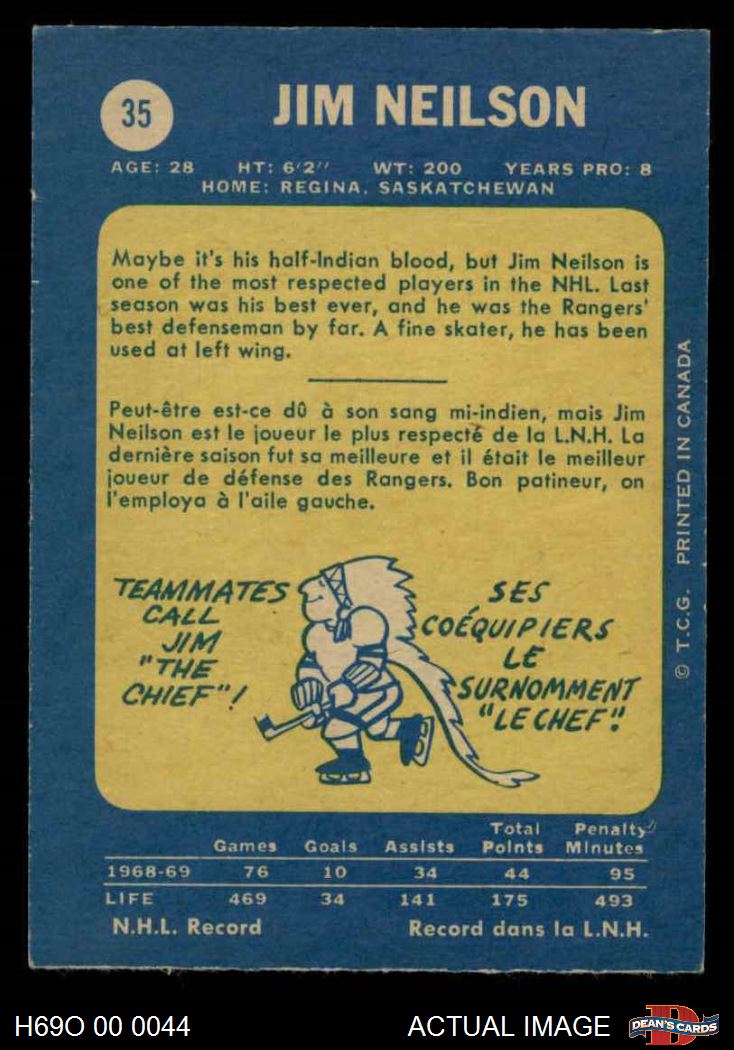 35
JIM NEILSON
AGE: 28 HT: 6'2'' WT: 200 YEARS PRO: 8
HOME: REGINA, SASKATCHEWAN
Maybe it's his half-Indian blood, but Jim Neilson is
one of the most respected players in the NHL. Last
season was his best ever, and he was the Rangers'
best defenseman by far. A fine skater, he has been
used at left wing.
Peut-être est-ce dû à son sang mi-indien, mais Jim
Neilson est le joueur le plus respecté de la L.N.H. La
dernière saison fut sa meilleure et il était le meilleur
joueur de défense des Rangers. Bon patineur, on
l'employa à l'aile gauche.
TEAMMATES
CALL
JIM
"THE
CHIEF"!
SES
COÉQUIPIERS
LE
SURNOMMENT
"LE CHEF"!
© T.C.G. PRINTED IN CANADA
Total Penalty
Games Goals Assists Points Minutes
1968-69 76 10 34 44 95
LIFE 469 34 141 175 493
N.H.L. Record Record dans la L.N.H.
H69O 00 0044 ACTUAL IMAGE
D
DEAN'S CARDS